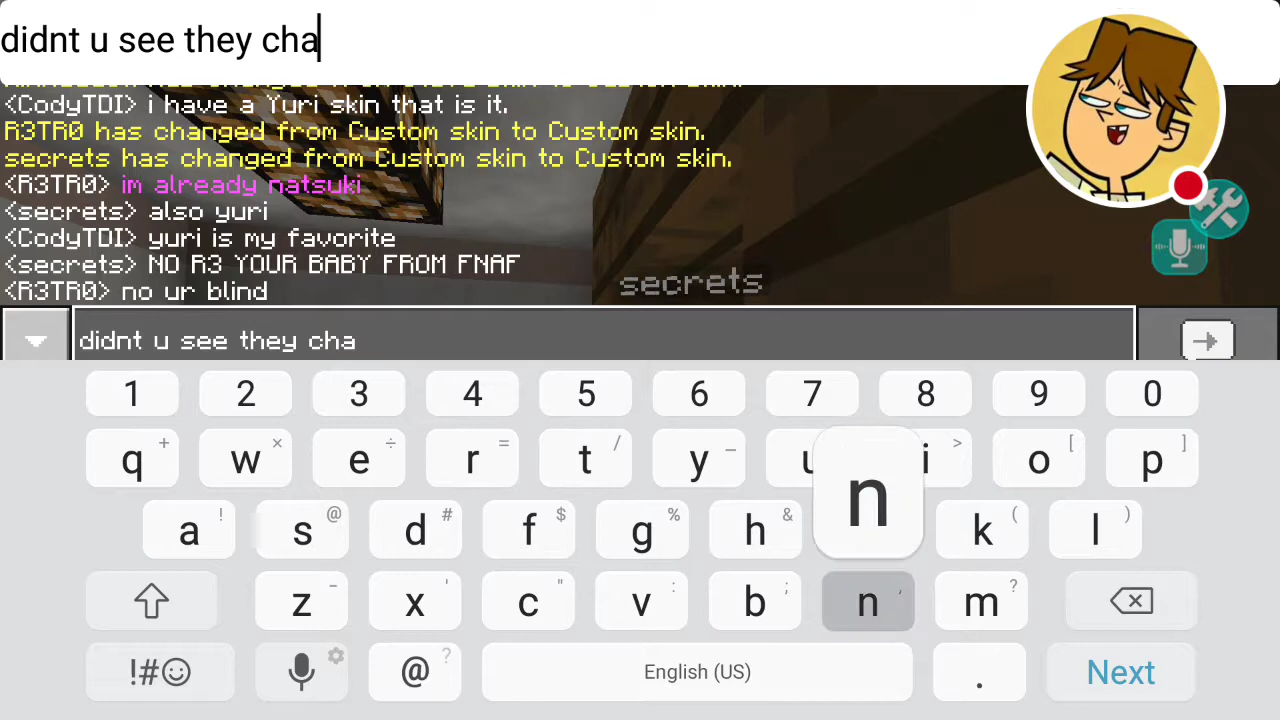 didnt u see they cha
<CodyTDI> i have a Yuri skin that is it.
R3TR0 has changed from Custom skin to Custom skin.
secrets has changed from Custom skin to Custom skin.
<R3TR0> im already natsuki
<secrets> also yuri
<CodyTDI> yuri is my favorite
<secrets> NO R3 YOUR BABY FROM FNAF
<R3TR0> no ur blind
secrets
didnt u see they cha
1 2 3 4 5 6 7 8 9 0
q + w × e ÷ r = t / y _ u i > o [ p ]
a ! s @ d # f $ g % h & n k ( l )
z - x ' c " v : b ; n , m ?
!#☺ @ ? English (US) . Next